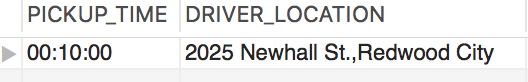 PICKUP_TIME DRIVER_LOCATION
00:10:00 2025 Newhall St.,Redwood City